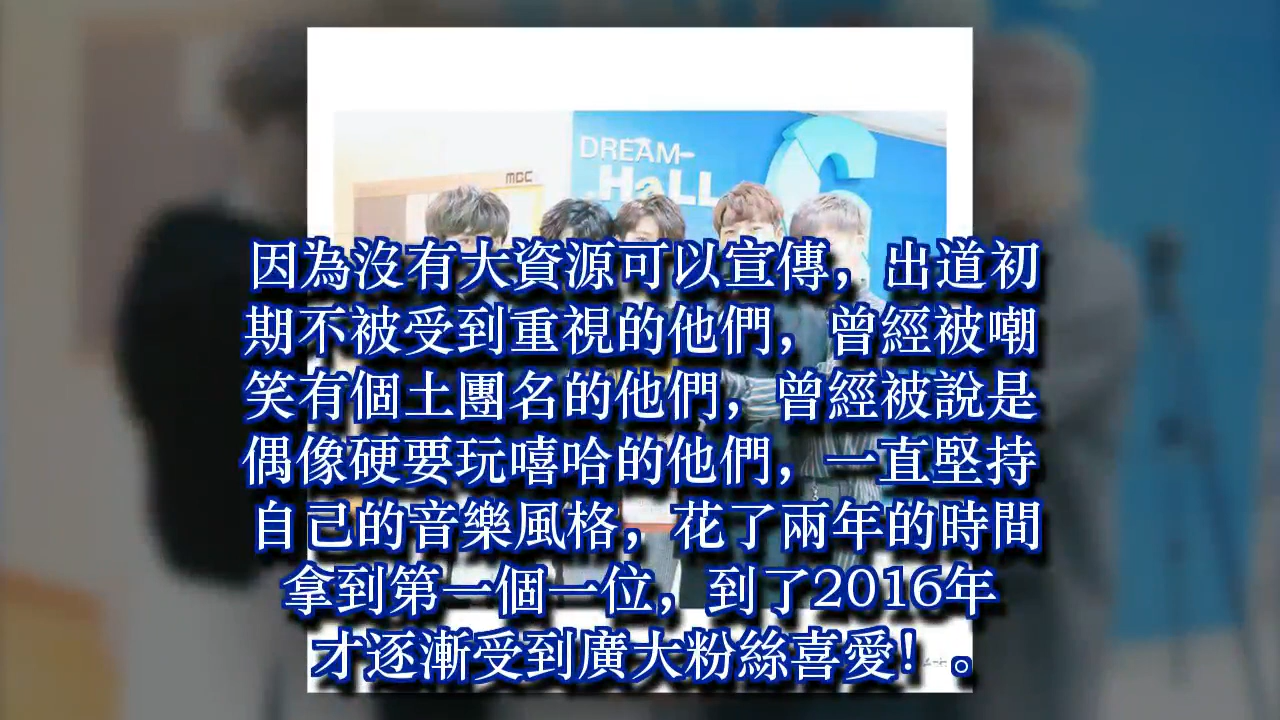 DREAM-
MBC
HaLL
因為沒有大資源可以宣傳，出道初
期不被受到重視的他們，曾經被嘲
笑有個土團名的他們，曾經被說是
偶像硬要玩嘻哈的他們，一直堅持
自己的音樂風格，花了兩年的時間
拿到第一個一位，到了2016年
才逐漸受到廣大粉絲喜愛！。